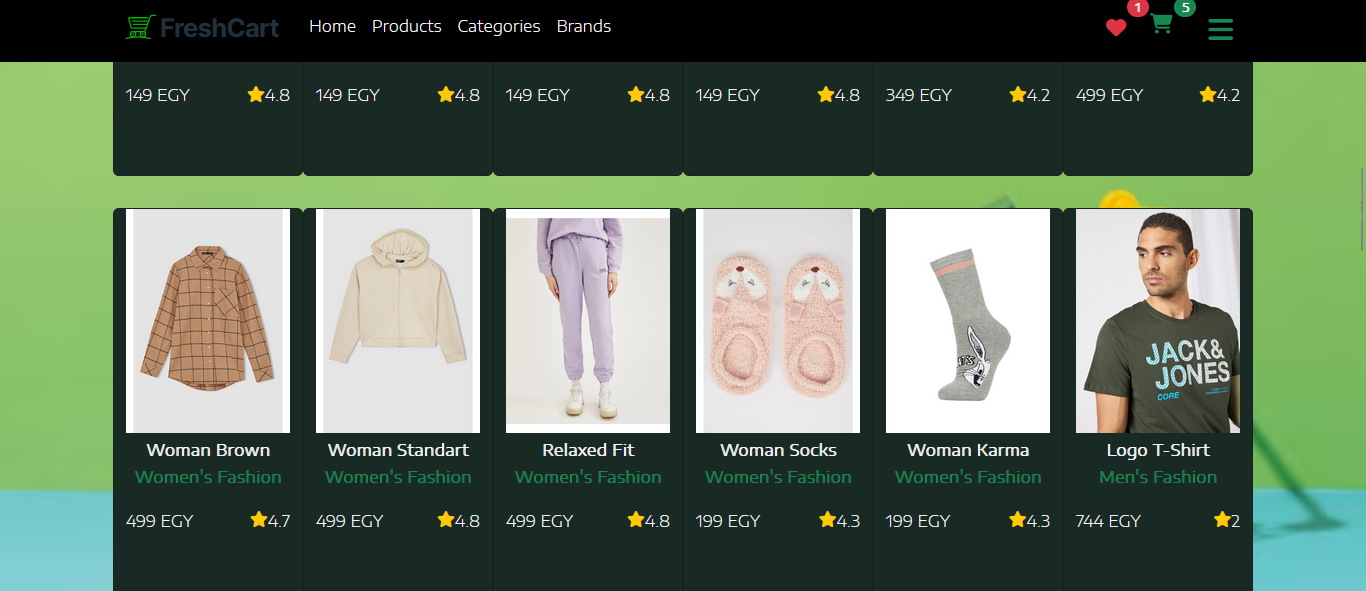 FreshCart Home Products Categories Brands 1 5
149 EGY 4.8 149 EGY 4.8 149 EGY 4.8 149 EGY 4.8 349 EGY 4.2 499 EGY 4.2
JACK&
JONES
CORE
Woman Brown Woman Standart Relaxed Fit Woman Socks Woman Karma Logo T-Shirt
Women's Fashion Women's Fashion Women's Fashion Women's Fashion Women's Fashion Men's Fashion
499 EGY 4.7 499 EGY 4.8 499 EGY 4.8 199 EGY 4.3 199 EGY 4.3 744 EGY 2